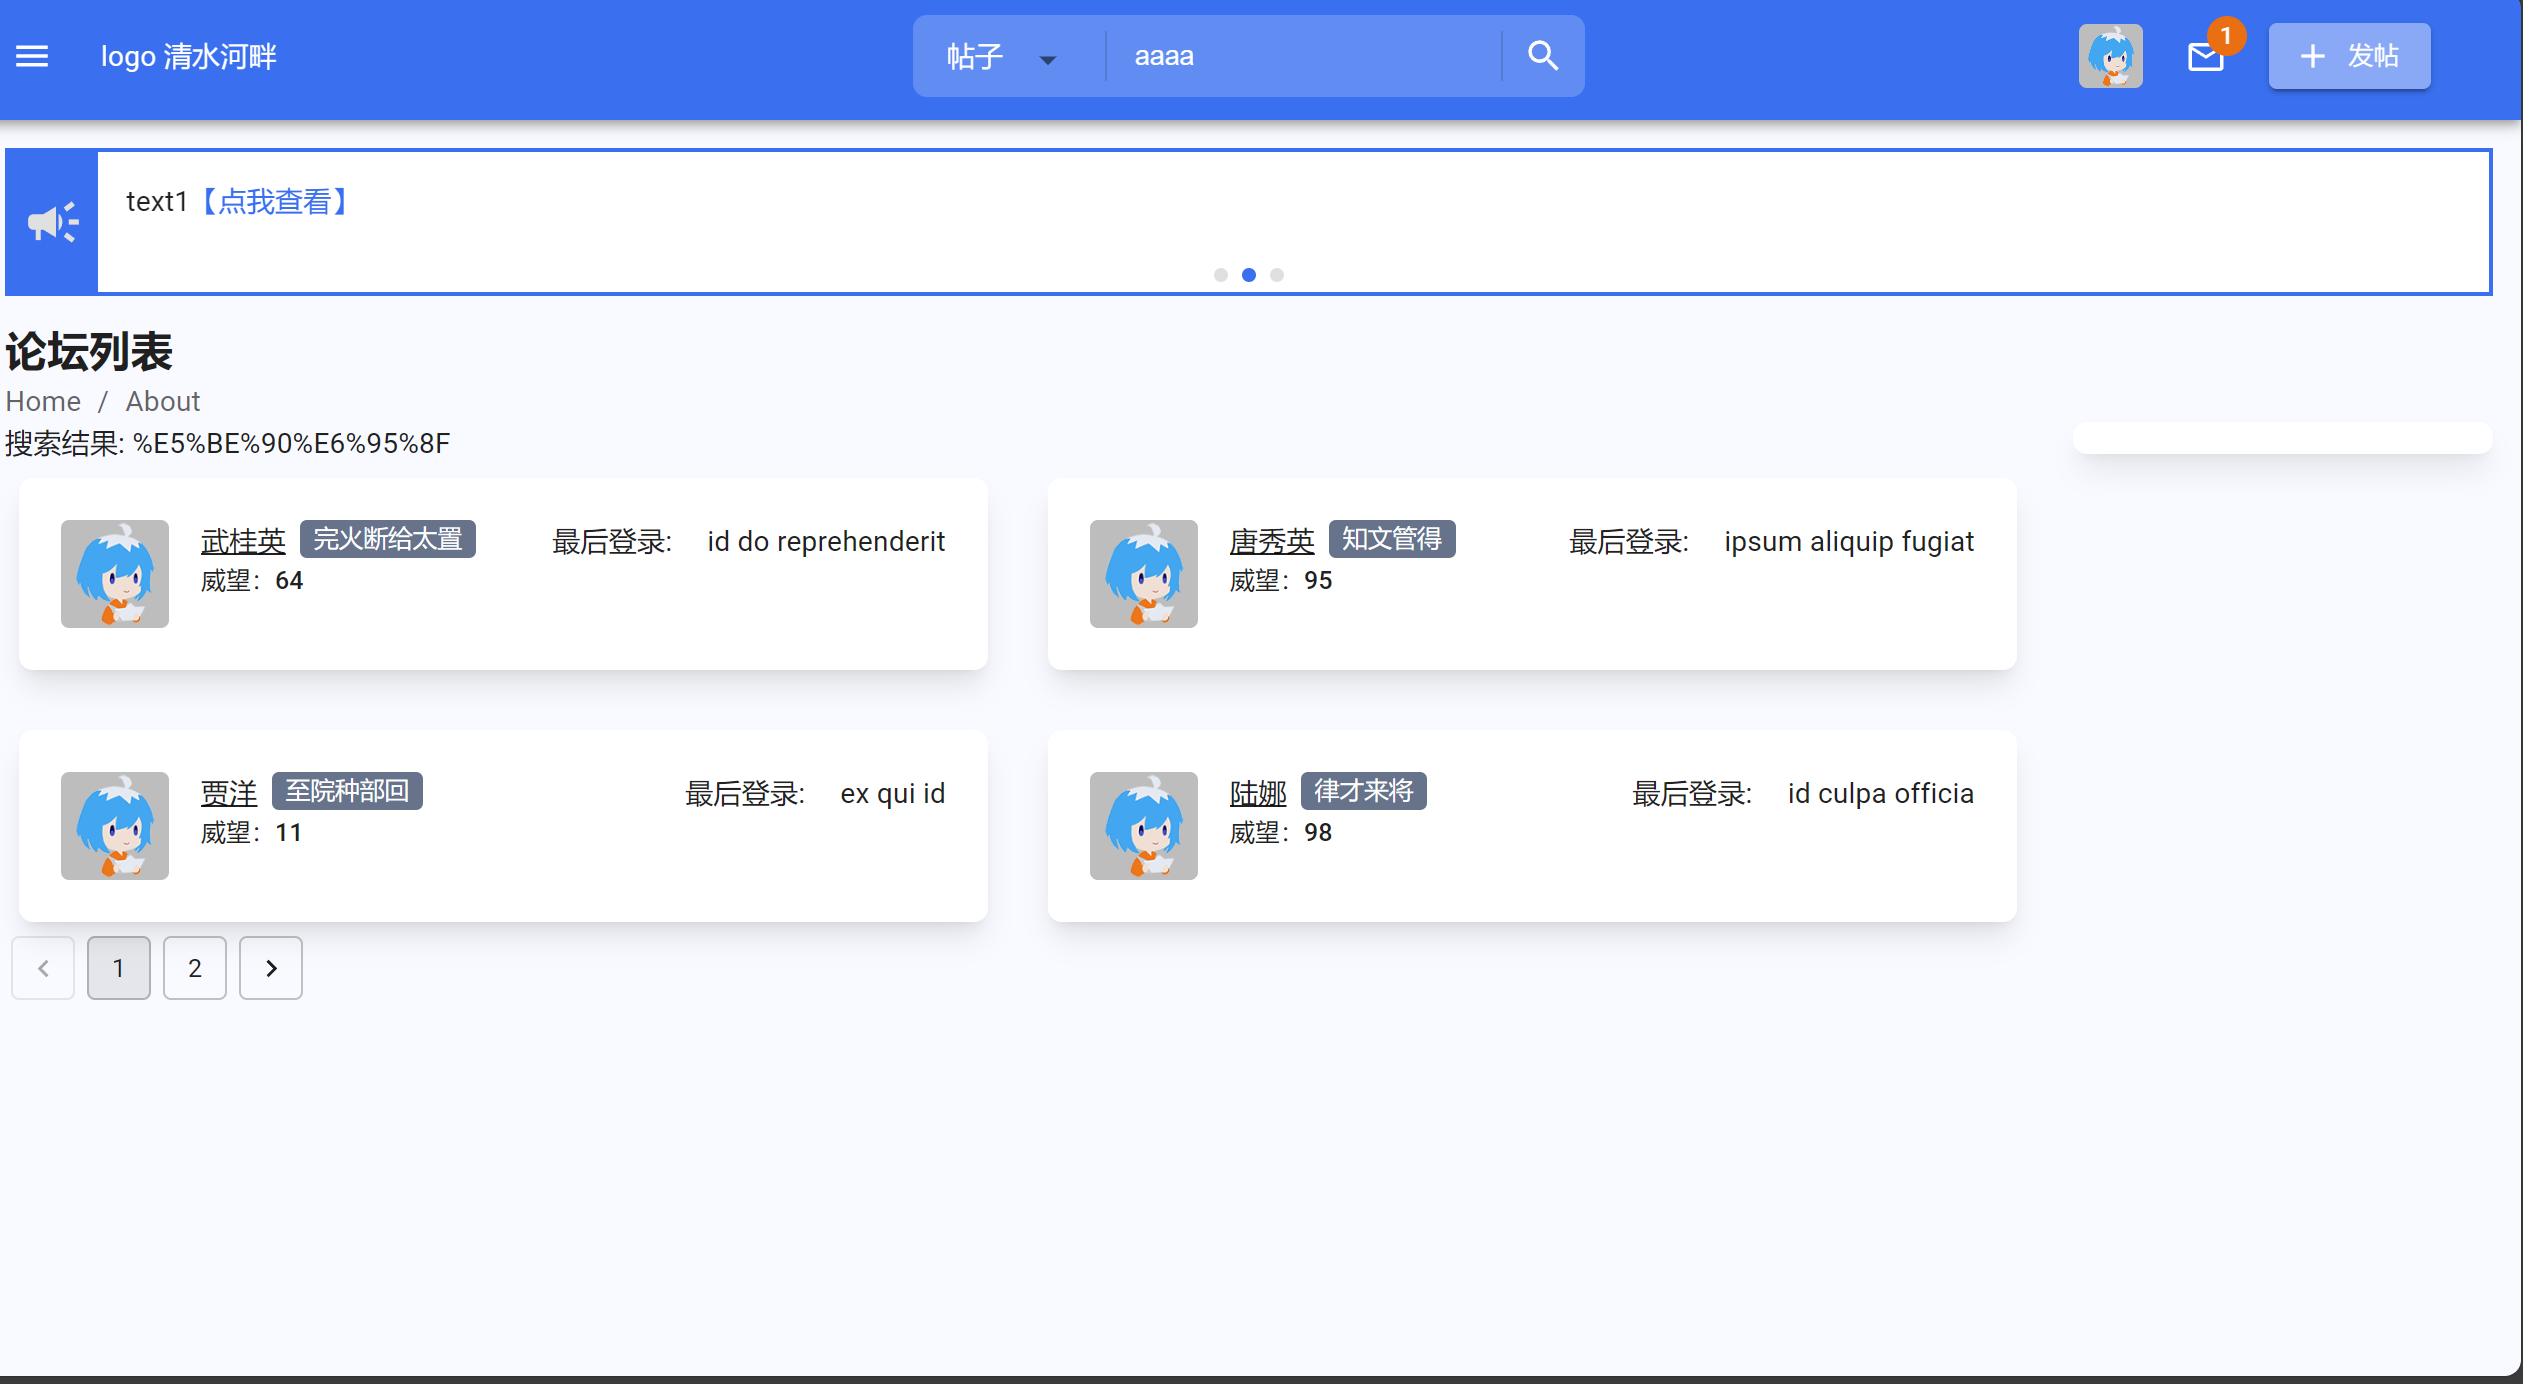 logo 清水河畔
帖子
aaaa
1
发帖
text1【点我查看】
论坛列表
Home / About
搜索结果: %E5%BE%90%E6%95%8F
武桂英 完火断给太置 最后登录: id do reprehenderit
威望：64
唐秀英 知文管得 最后登录: ipsum aliquip fugiat
威望：95
贾洋 至院种部回 最后登录: ex qui id
威望：11
陆娜 律才来将 最后登录: id culpa officia
威望：98
1 2